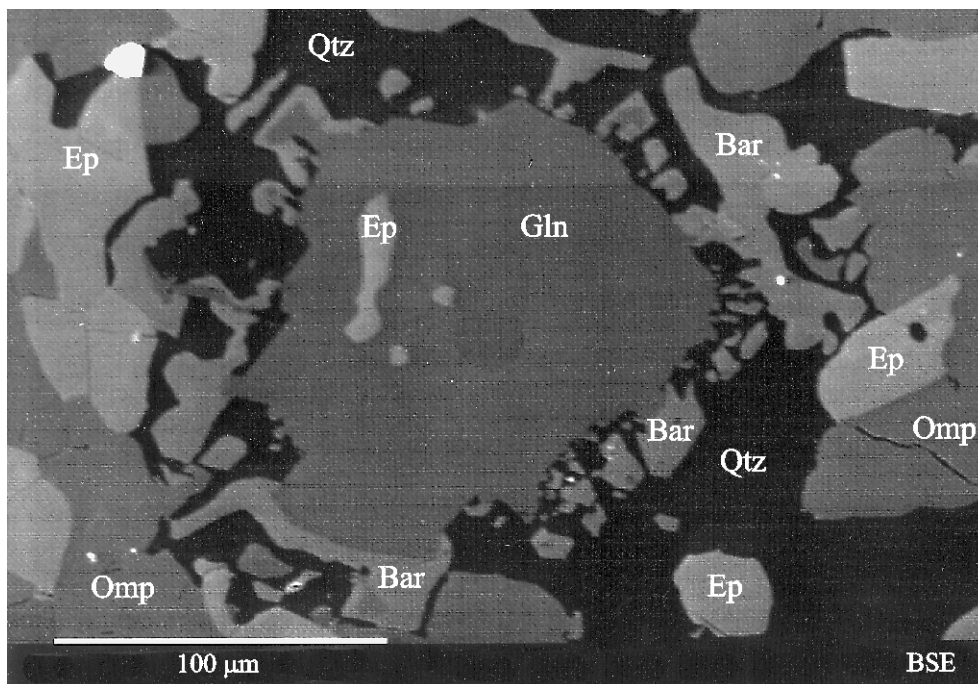 Qtz
Ep
Bar
Ep
Gln
Ep
Bar
Omp
Qtz
Omp
Bar
Ep
100 µm
BSE